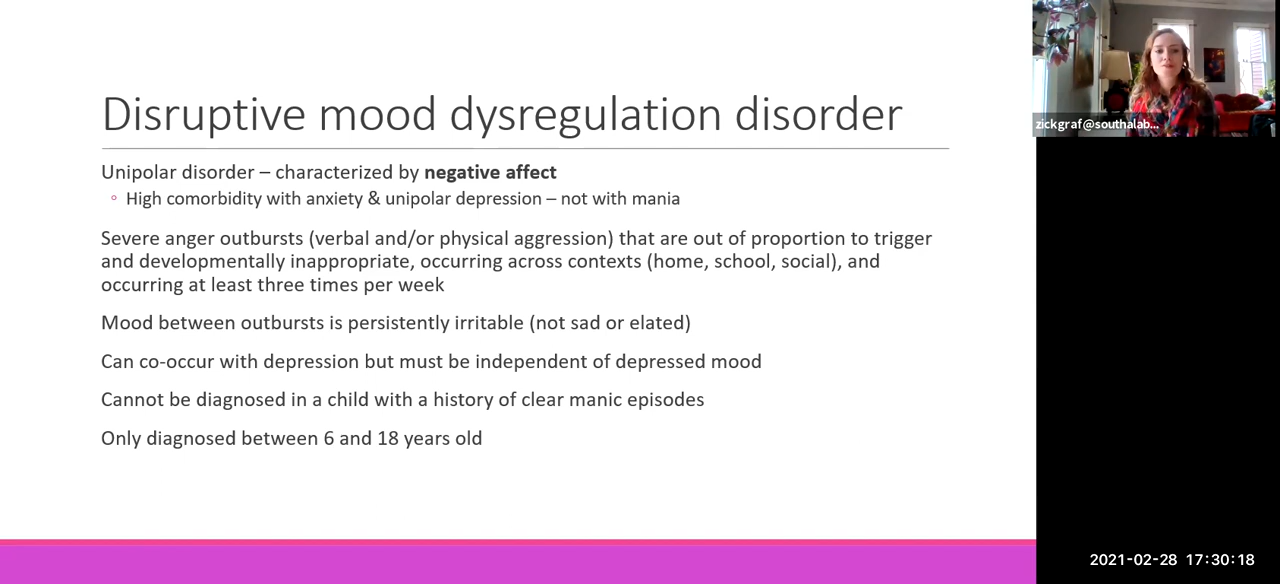 Disruptive mood dysregulation disorder
Unipolar disorder – characterized by negative affect
◦ High comorbidity with anxiety & unipolar depression – not with mania
Severe anger outbursts (verbal and/or physical aggression) that are out of proportion to trigger
and developmentally inappropriate, occurring across contexts (home, school, social), and
occurring at least three times per week
Mood between outbursts is persistently irritable (not sad or elated)
Can co-occur with depression but must be independent of depressed mood
Cannot be diagnosed in a child with a history of clear manic episodes
Only diagnosed between 6 and 18 years old
zickgraf@southalab...
2021-02-28 17:30:18